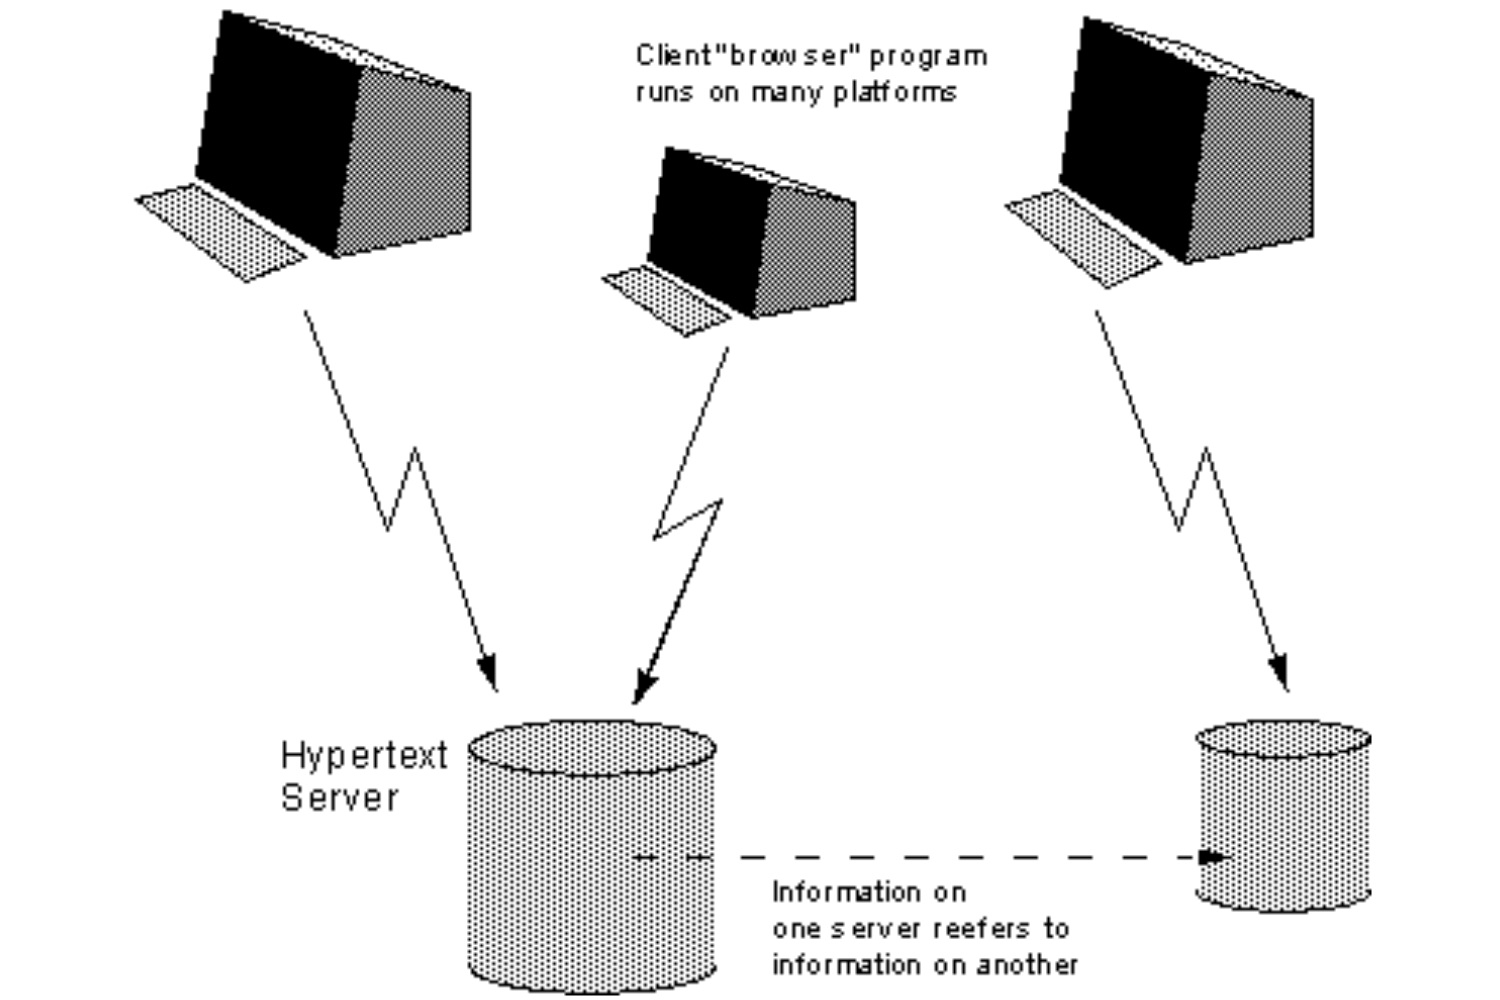 Client "browser" program
runs on many platforms
Hypertext
Server
Information on
one server reefers to
information on another